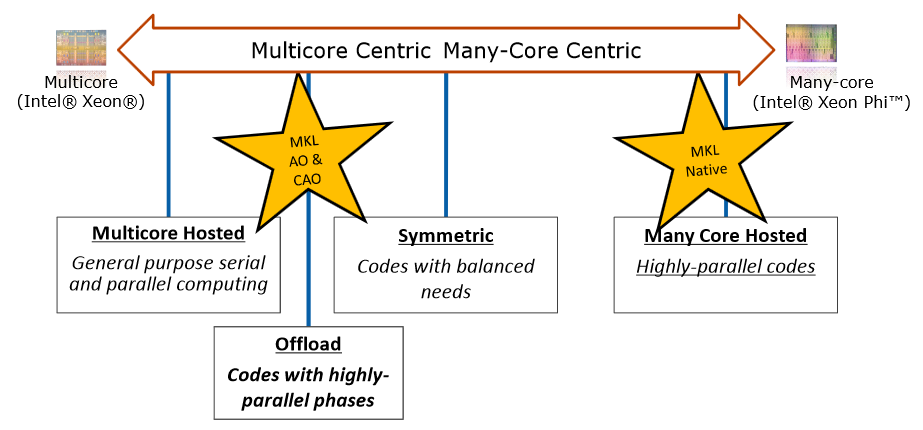 Multicore Centric Many-Core Centric
Multicore
(Intel® Xeon®)
Many-core
(Intel® Xeon Phi™)
MKL
AO &
CAO
MKL
Native
Multicore Hosted
General purpose serial
and parallel computing
Symmetric
Codes with balanced
needs
Many Core Hosted
Highly-parallel codes
Offload
Codes with highly-
parallel phases